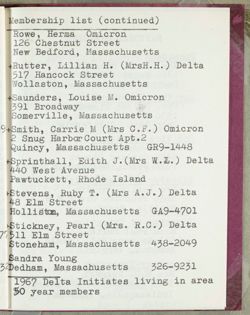 Membership list (continued)
Rowe, Herma Omicron
126 Chestnut Street
New Bedford, Massachusetts
+Rutter, Lillian H. (MrsH.H.) Delta
517 Hancock Street
Wollaston, Massachusetts
+Saunders, Louise M. Omicron
391 Broadway
Somerville, Massachusetts
+Smith, Carrie M (Mrs C.F.) Omicron
2 Snug Harbor Court Apt.2
Quincy, Massachusetts GR9-1448
+Sprinthall, Edith J.(Mrs W.L.) Delta
440 West Avenue
Pawtuckett, Rhode Island
+Stevens, Ruby T. (Mrs A.J.) Delta
48 Elm Street
Holliston, Massachusetts GA9-4701
+Stickney, Pearl (Mrs. R.C.) Delta
511 Elm Street
Stoneham, Massachusetts 438-2049
Sandra Young
Dedham, Massachusetts 326-9231
1967 Delta Initiates living in area
50 year members